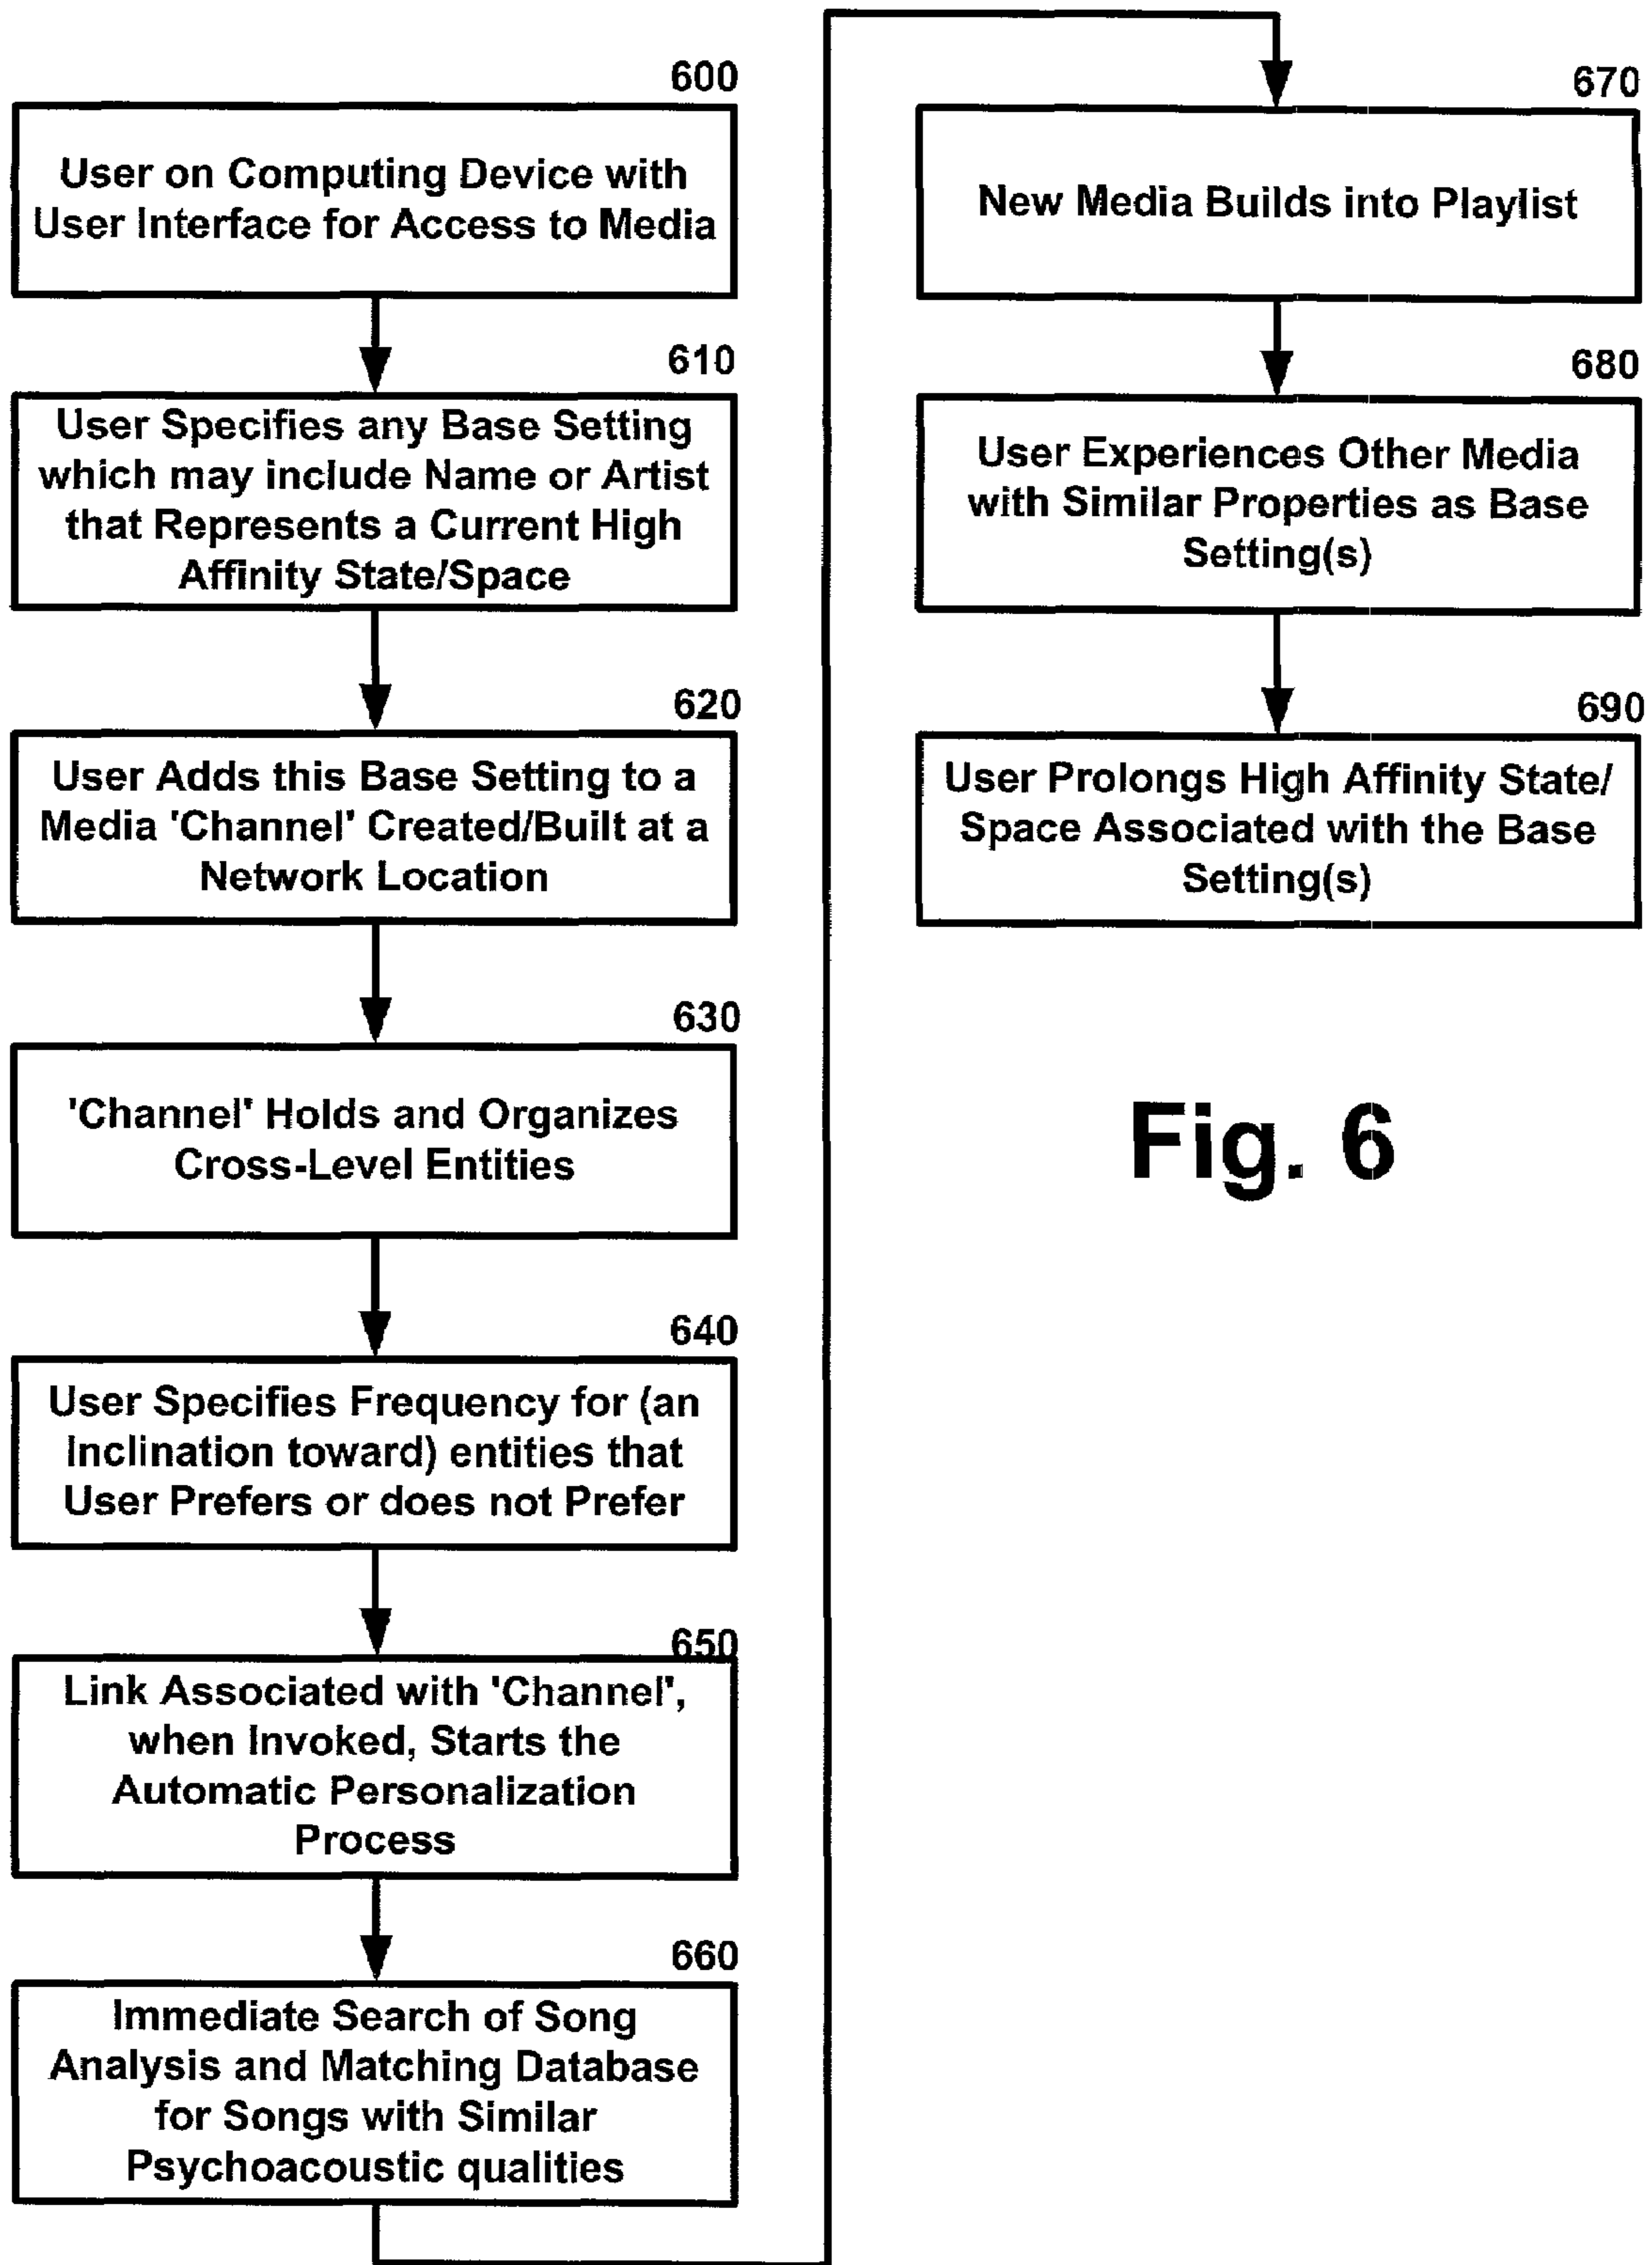 600
User on Computing Device with
User Interface for Access to Media
610
User Specifies any Base Setting
which may include Name or Artist
that Represents a Current High
Affinity State/Space
620
User Adds this Base Setting to a
Media 'Channel' Created/Built at a
Network Location
630
'Channel' Holds and Organizes
Cross-Level Entities
640
User Specifies Frequency for (an
Inclination toward) entities that
User Prefers or does not Prefer
650
Link Associated with 'Channel',
when Invoked, Starts the
Automatic Personalization
Process
660
Immediate Search of Song
Analysis and Matching Database
for Songs with Similar
Psychoacoustic qualities
670
New Media Builds into Playlist
680
User Experiences Other Media
with Similar Properties as Base
Setting(s)
690
User Prolongs High Affinity State/
Space Associated with the Base
Setting(s)
Fig. 6